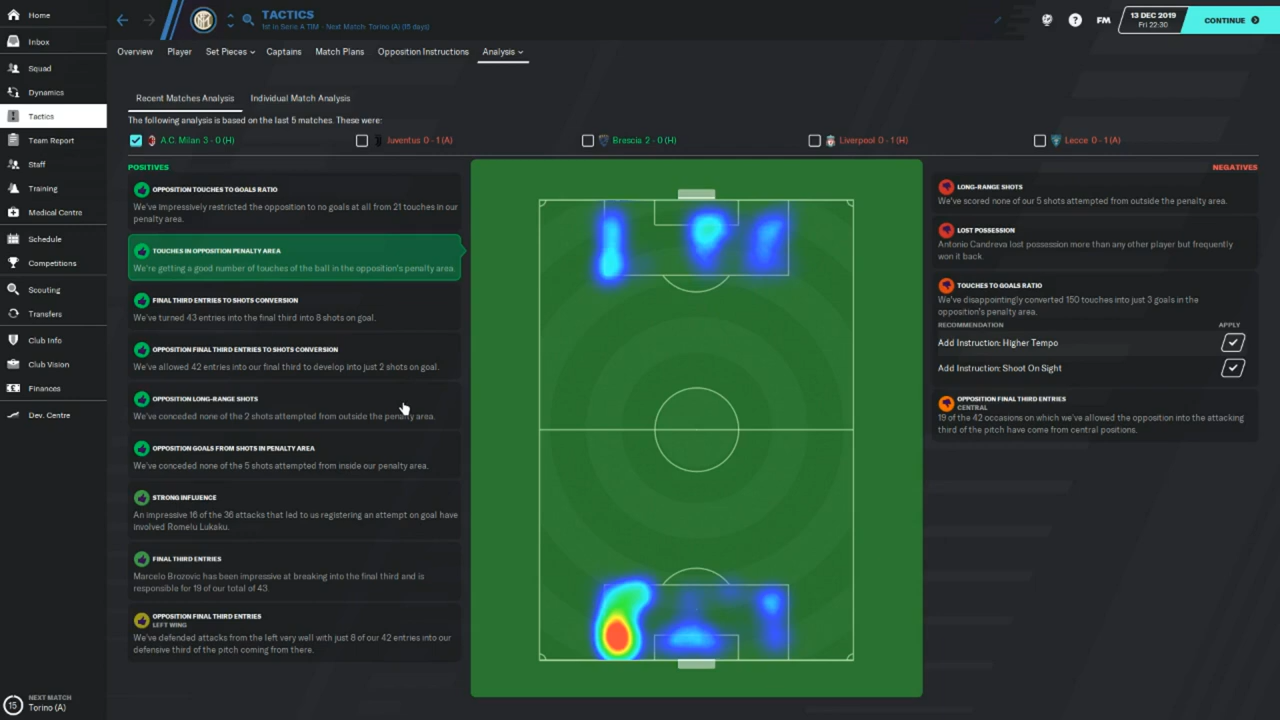 Home
Inbox
Squad
Dynamics
Tactics
Team Report
Staff
Training
Medical Centre
Schedule
Competitions
Scouting
Transfers
Club Info
Club Vision
Finances
Dev. Centre
15
NEXT MATCH
Torino (A)
TACTICS
1st in Serie A TIM - Next Match: Torino (A) (15 days)
?
FM
13 DEC 2019
Fri 22:30
CONTINUE
Overview
Player
Set Pieces
Captains
Match Plans
Opposition Instructions
Analysis
Recent Matches Analysis
Individual Match Analysis
The following analysis is based on the last 5 matches. These were:
A.C. Milan 3 - 0 (H)
Juventus 0 - 1 (A)
Brescia 2 - 0 (H)
Liverpool 0 - 1 (H)
Lecce 0 - 1 (A)
POSITIVES
OPPOSITION TOUCHES TO GOALS RATIO
We've impressively restricted the opposition to no goals at all from 21 touches in our
penalty area.
TOUCHES IN OPPOSITION PENALTY AREA
We're getting a good number of touches of the ball in the opposition's penalty area.
FINAL THIRD ENTRIES TO SHOTS CONVERSION
We've turned 43 entries into the final third into 8 shots on goal.
OPPOSITION FINAL THIRD ENTRIES TO SHOTS CONVERSION
We've allowed 42 entries into our final third to develop into just 2 shots on goal.
OPPOSITION LONG-RANGE SHOTS
We've conceded none of the 2 shots attempted from outside the penalty area.
OPPOSITION GOALS FROM SHOTS IN PENALTY AREA
We've conceded none of the 5 shots attempted from inside our penalty area.
STRONG INFLUENCE
An impressive 16 of the 36 attacks that led to us registering an attempt on goal have
involved Romelu Lukaku.
FINAL THIRD ENTRIES
Marcelo Brozovic has been impressive at breaking into the final third and is
responsible for 19 of our total of 43.
OPPOSITION FINAL THIRD ENTRIES
LEFT WING
We've defended attacks from the left very well with just 8 of our 42 entries into our
defensive third of the pitch coming from there.
NEGATIVES
LONG-RANGE SHOTS
We've scored none of our 5 shots attempted from outside the penalty area.
LOST POSSESSION
Antonio Candreva lost possession more than any other player but frequently
won it back.
TOUCHES TO GOALS RATIO
We've disappointingly converted 150 touches into just 3 goals in the
opposition's penalty area.
RECOMMENDATION
APPLY
Add Instruction: Higher Tempo
Add Instruction: Shoot On Sight
OPPOSITION FINAL THIRD ENTRIES
CENTRAL
19 of the 42 occasions on which we've allowed the opposition into the attacking
third of the pitch have come from central positions.